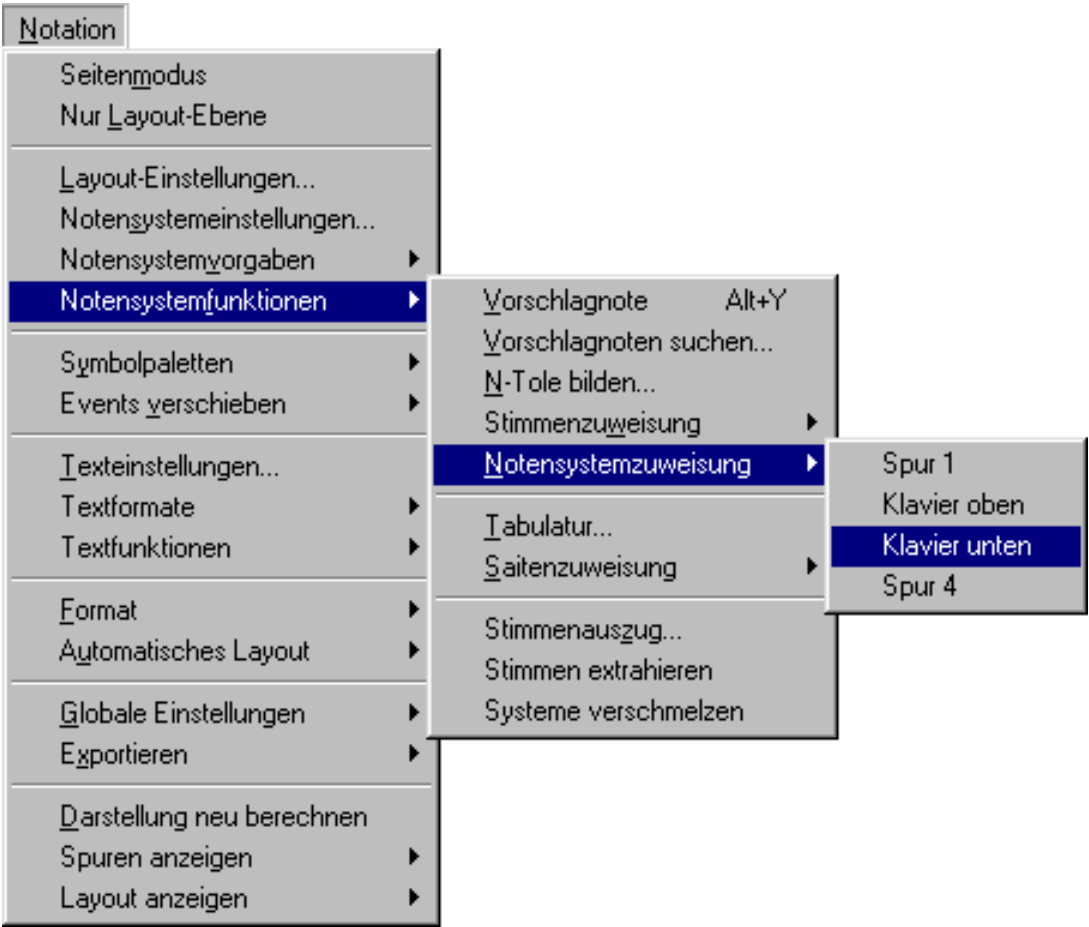 Notation
Seitenmodus
Nur Layout-Ebene
Layout-Einstellungen...
Notensystemeinstellungen...
Notensystemvorgaben
Notensystemfunktionen
Symbolpaletten
Events verschieben
Texteinstellungen...
Textformate
Textfunktionen
Format
Automatisches Layout
Globale Einstellungen
Exportieren
Darstellung neu berechnen
Spuren anzeigen
Layout anzeigen
Vorschlagnote Alt+Y
Vorschlagnoten suchen...
N-Tole bilden...
Stimmenzuweisung
Notensystemzuweisung
Tabulatur...
Saitenzuweisung
Stimmenauszug...
Stimmen extrahieren
Systeme verschmelzen
Spur 1
Klavier oben
Klavier unten
Spur 4